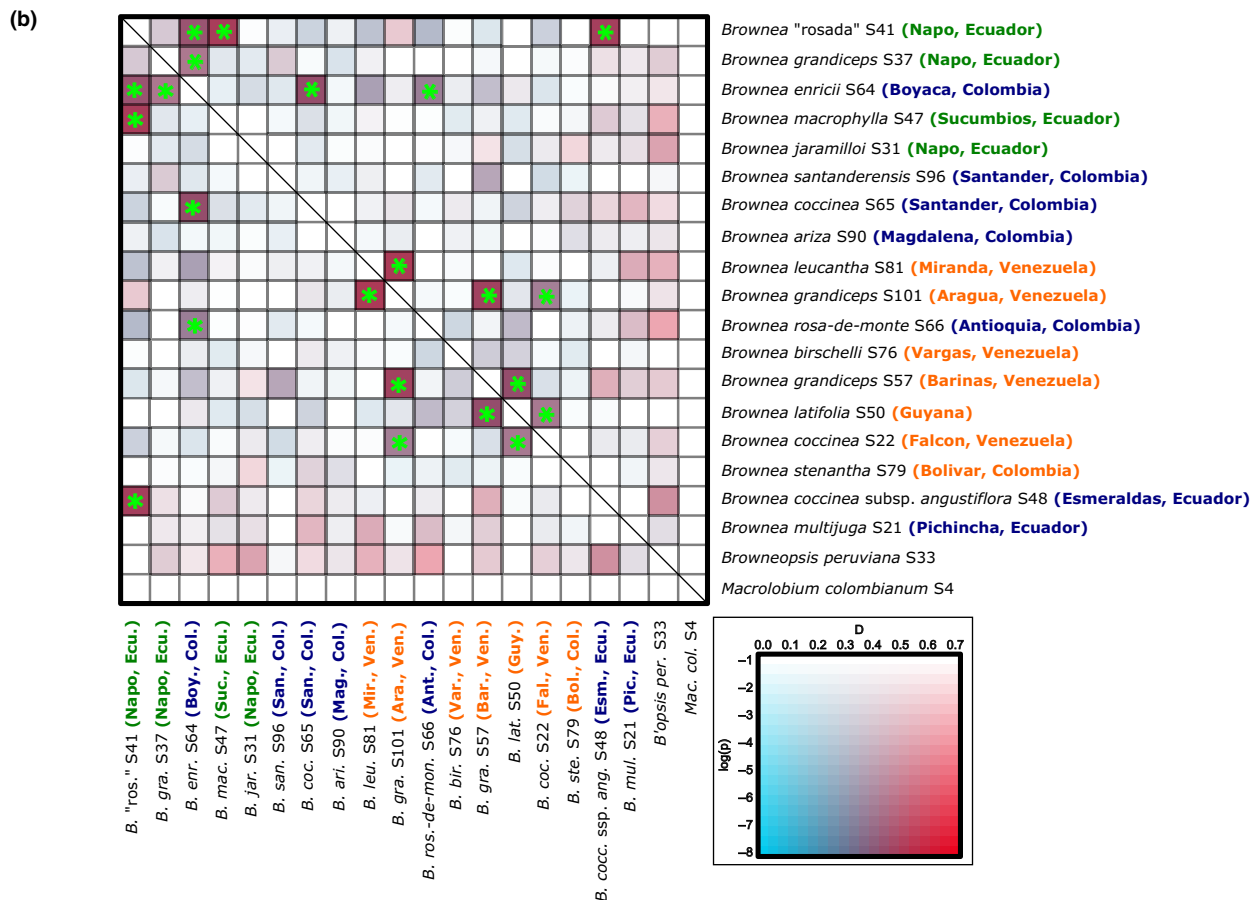 (b)
Brownea "rosada" S41 (Napo, Ecuador)
Brownea grandiceps S37 (Napo, Ecuador)
Brownea enricii S64 (Boyaca, Colombia)
Brownea macrophylla S47 (Sucumbios, Ecuador)
Brownea jaramilloi S31 (Napo, Ecuador)
Brownea santanderensis S96 (Santander, Colombia)
Brownea coccinea S65 (Santander, Colombia)
Brownea ariza S90 (Magdalena, Colombia)
Brownea leucantha S81 (Miranda, Venezuela)
Brownea grandiceps S101 (Aragua, Venezuela)
Brownea rosa-de-monte S66 (Antioquia, Colombia)
Brownea birschelli S76 (Vargas, Venezuela)
Brownea grandiceps S57 (Barinas, Venezuela)
Brownea latifolia S50 (Guyana)
Brownea coccinea S22 (Falcon, Venezuela)
Brownea stenantha S79 (Bolivar, Colombia)
Brownea coccinea subsp. angustiflora S48 (Esmeraldas, Ecuador)
Brownea multijuga S21 (Pichincha, Ecuador)
Browneopsis peruviana S33
Macrolobium colombianum S4
B. "ros." S41 (Napo, Ecu.)
B. gra. S37 (Napo, Ecu.)
B. enr. S64 (Boy., Col.)
B. mac. S47 (Suc., Ecu.)
B. jar. S31 (Napo, Ecu.)
B. san. S96 (San., Col.)
B. coc. S65 (San., Col.)
B. ari. S90 (Mag., Col.)
B. leu. S81 (Mir., Ven.)
B. gra. S101 (Ara., Ven.)
B. ros.-de-mon. S66 (Ant., Col.)
B. bir. S76 (Var., Ven.)
B. gra. S57 (Bar., Ven.)
B. lat. S50 (Guy.)
B. coc. S22 (Fal., Ven.)
B. ste. S79 (Bol., Col.)
B. cocc. ssp. ang. S48 (Esm., Ecu.)
B. mul. S21 (Pic., Ecu.)
B'opsis per. S33
Mac. col. S4
D
0.0 0.1 0.2 0.3 0.4 0.5 0.6 0.7
log(p)
–1
–2
–3
–4
–5
–6
–7
–8